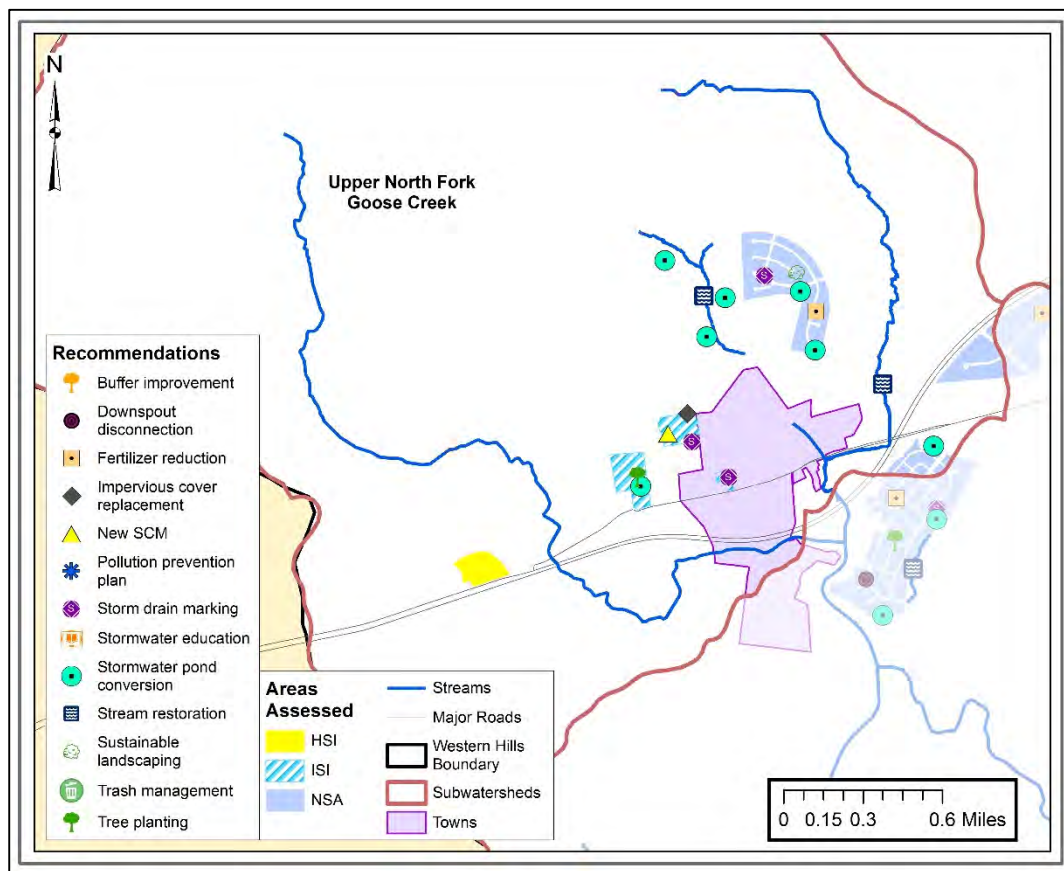 N
Upper North Fork
Goose Creek
Recommendations
Buffer improvement
Downspout
disconnection
Fertilizer reduction
Impervious cover
replacement
New SCM
Pollution prevention
plan
S
Storm drain marking
Stormwater education
Stormwater pond
conversion
Stream restoration
Sustainable
landscaping
Trash management
Tree planting
Areas
Assessed
HSI
ISI
NSA
Streams
Major Roads
Western Hills
Boundary
Subwatersheds
Towns
S
S
S
0 0.15 0.3 0.6 Miles